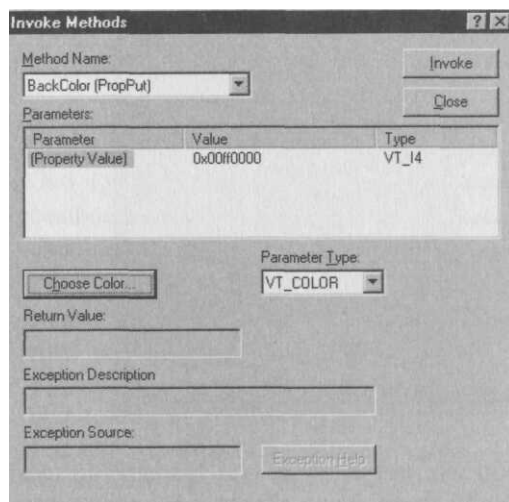 Invoke Methods
Method Name:
Invoke
BackColor (PropPut)
Close
Parameters:
Parameter Value Type
(Property Value) 0x00ff0000 VT_I4
Parameter Type:
Choose Color... VT_COLOR
Return Value:
Exception Description
Exception Source:
Exception Help